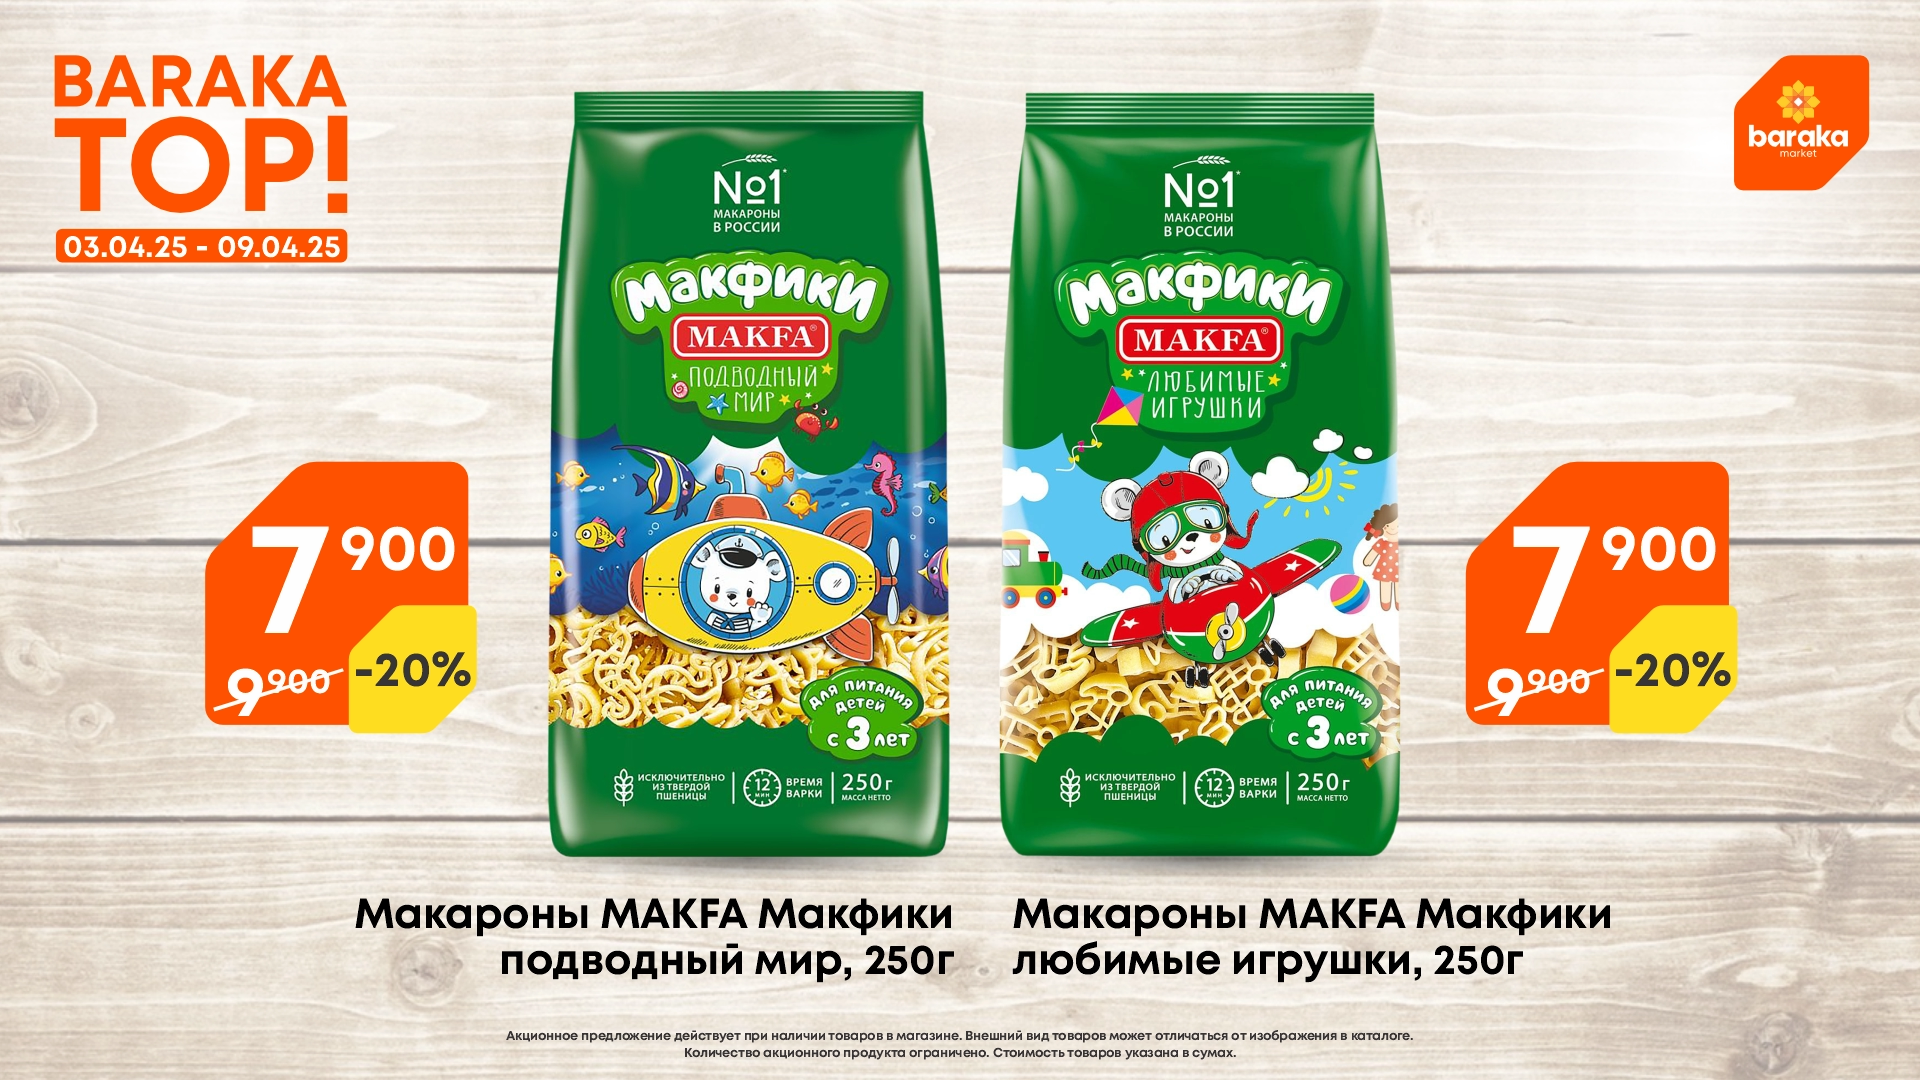 BARAKA
TOP!
03.04.25 - 09.04.25
baraka
market
№1*
МАКАРОНЫ
В РОССИИ
Макфики
MAKFA®
ПОДВОДНЫЙ
МИР
для питания
детей
с 3 лет
ИСКЛЮЧИТЕЛЬНО
ИЗ ТВЕРДОЙ
ПШЕНИЦЫ
12
МИН
ВРЕМЯ
ВАРКИ
250 г
МАССА НЕТТО
№1*
МАКАРОНЫ
В РОССИИ
Макфики
MAKFA®
ЛЮБИМЫЕ
ИГРУШКИ
для питания
детей
с 3 лет
ИСКЛЮЧИТЕЛЬНО
ИЗ ТВЕРДОЙ
ПШЕНИЦЫ
12
МИН
ВРЕМЯ
ВАРКИ
250 г
МАССА НЕТТО
7 900
9 900
-20%
7 900
9 900
-20%
Макароны MAKFA Макфики
подводный мир, 250г
Макароны MAKFA Макфики
любимые игрушки, 250г
Акционное предложение действует при наличии товаров в магазине. Внешний вид товаров может отличаться от изображения в каталоге.
Количество акционного продукта ограничено. Стоимость товаров указана в сумах.